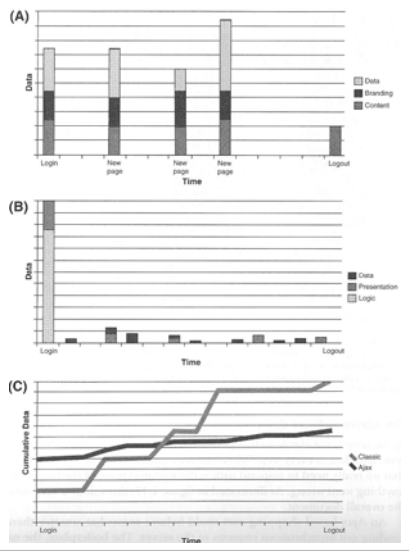 (A)
Data
Data
Branding
Content
Login
New
page
New
page
New
page
Logout
Time
(B)
Data
Data
Presentation
Logic
Login
Logout
Time
(C)
Cumulative Data
Classic
Ajax
Login
Logout
Time